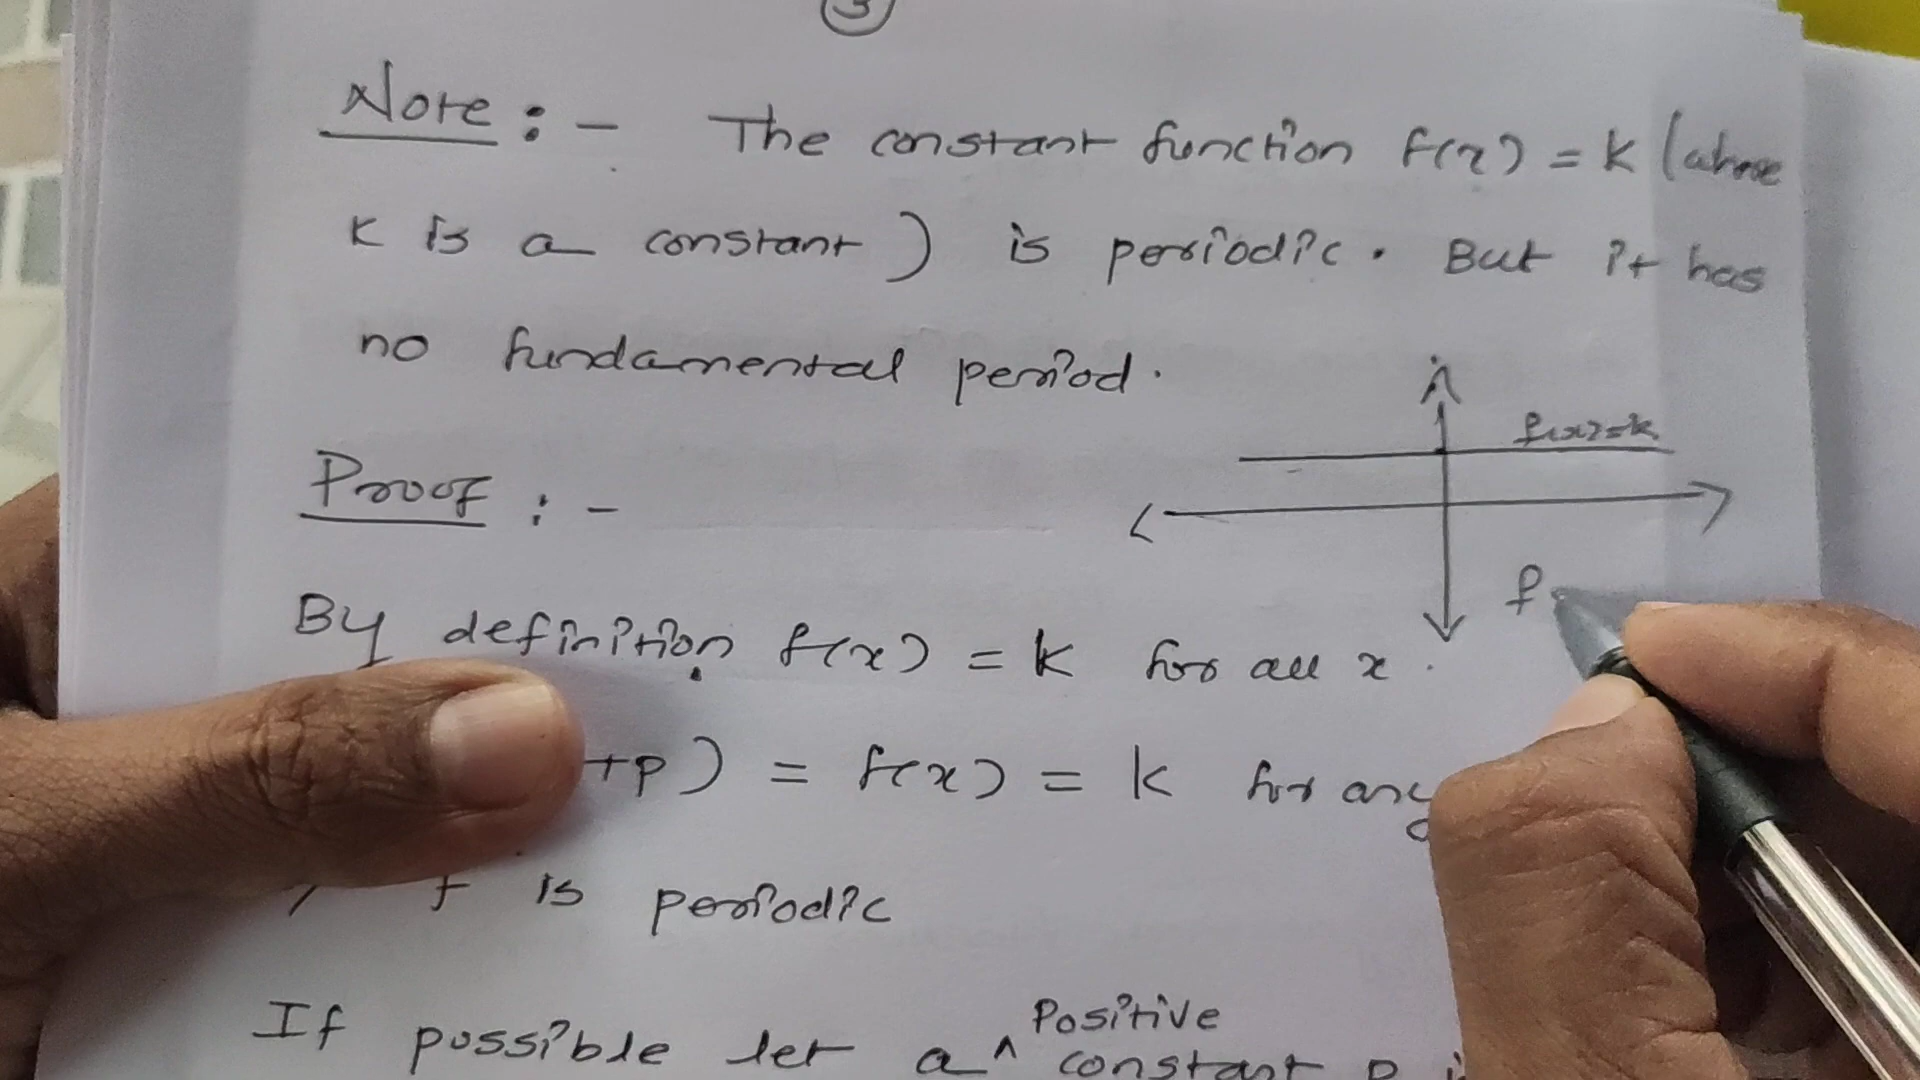 3
Note :- The constant function f(x) = k (where
k is a constant) is periodic. But it has
no fundamental period.
f(x)=k
Proof :-
By definition f(x) = k for all x.
f
+p) = f(x) = k for any
f is periodic
If possible let a ^ Positive constant p